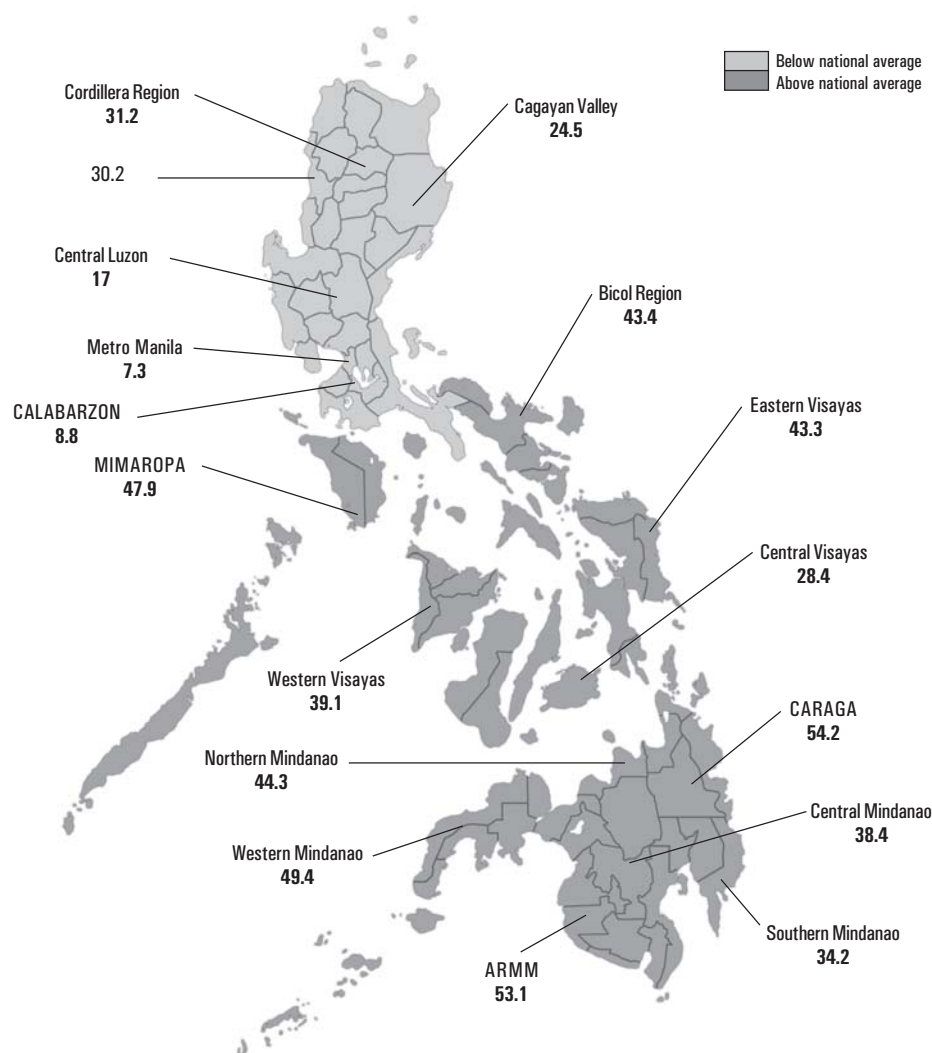 Below national average
Above national average
Cordillera Region
31.2
Cagayan Valley
24.5
30.2
Central Luzon
17
Bicol Region
43.4
Metro Manila
7.3
CALABARZON
8.8
Eastern Visayas
43.3
MIMAROPA
47.9
Central Visayas
28.4
Western Visayas
39.1
CARAGA
54.2
Northern Mindanao
44.3
Central Mindanao
38.4
Western Mindanao
49.4
Southern Mindanao
34.2
ARMM
53.1